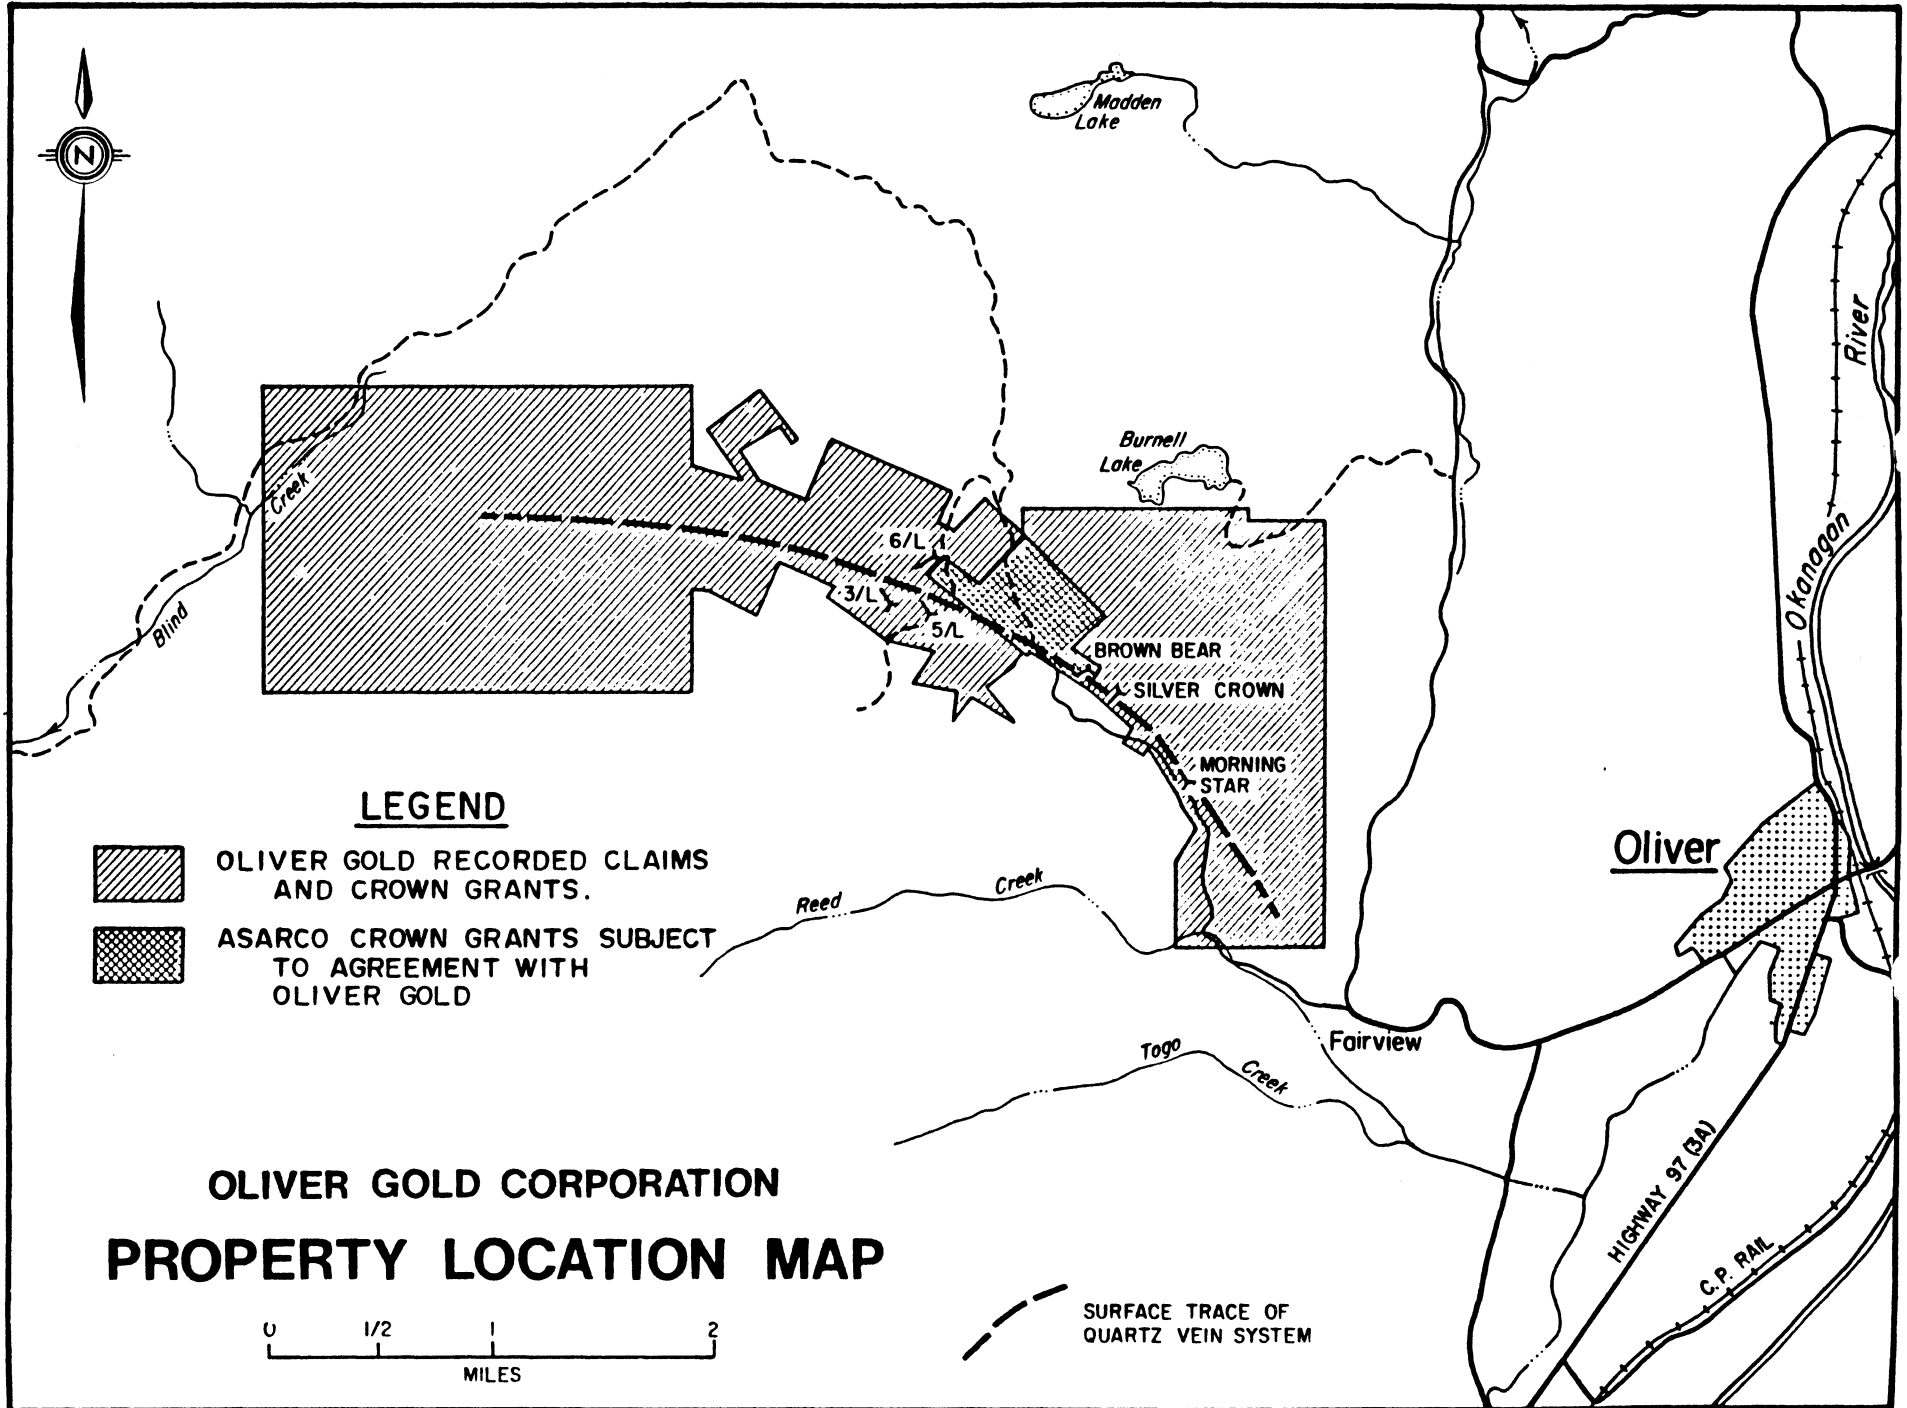 N
Madden
Lake
River
Burnell
Lake
Creek
Blind
Okanagan
6/L
3/L
5/L
BROWN BEAR
SILVER CROWN
MORNING
STAR
LEGEND
OLIVER GOLD RECORDED CLAIMS
AND CROWN GRANTS.
ASARCO CROWN GRANTS SUBJECT
TO AGREEMENT WITH
OLIVER GOLD
Oliver
Reed Creek
Fairview
Togo Creek
HIGHWAY 97 (3A)
C.P. RAIL
OLIVER GOLD CORPORATION
PROPERTY LOCATION MAP
0 1/2 1 2
MILES
SURFACE TRACE OF
QUARTZ VEIN SYSTEM